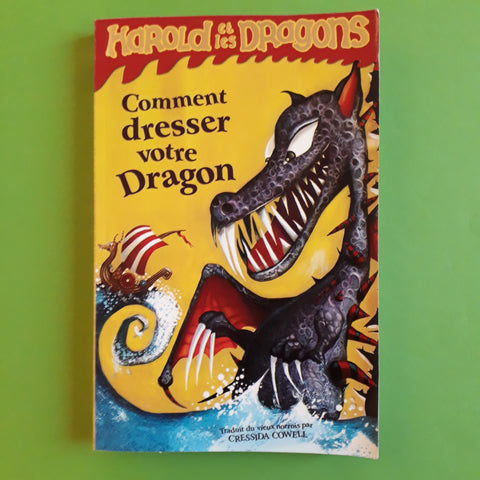 Harold et les Dragons
Comment
dresser
votre
Dragon
Traduit du vieux norrois par
CRESSIDA COWELL